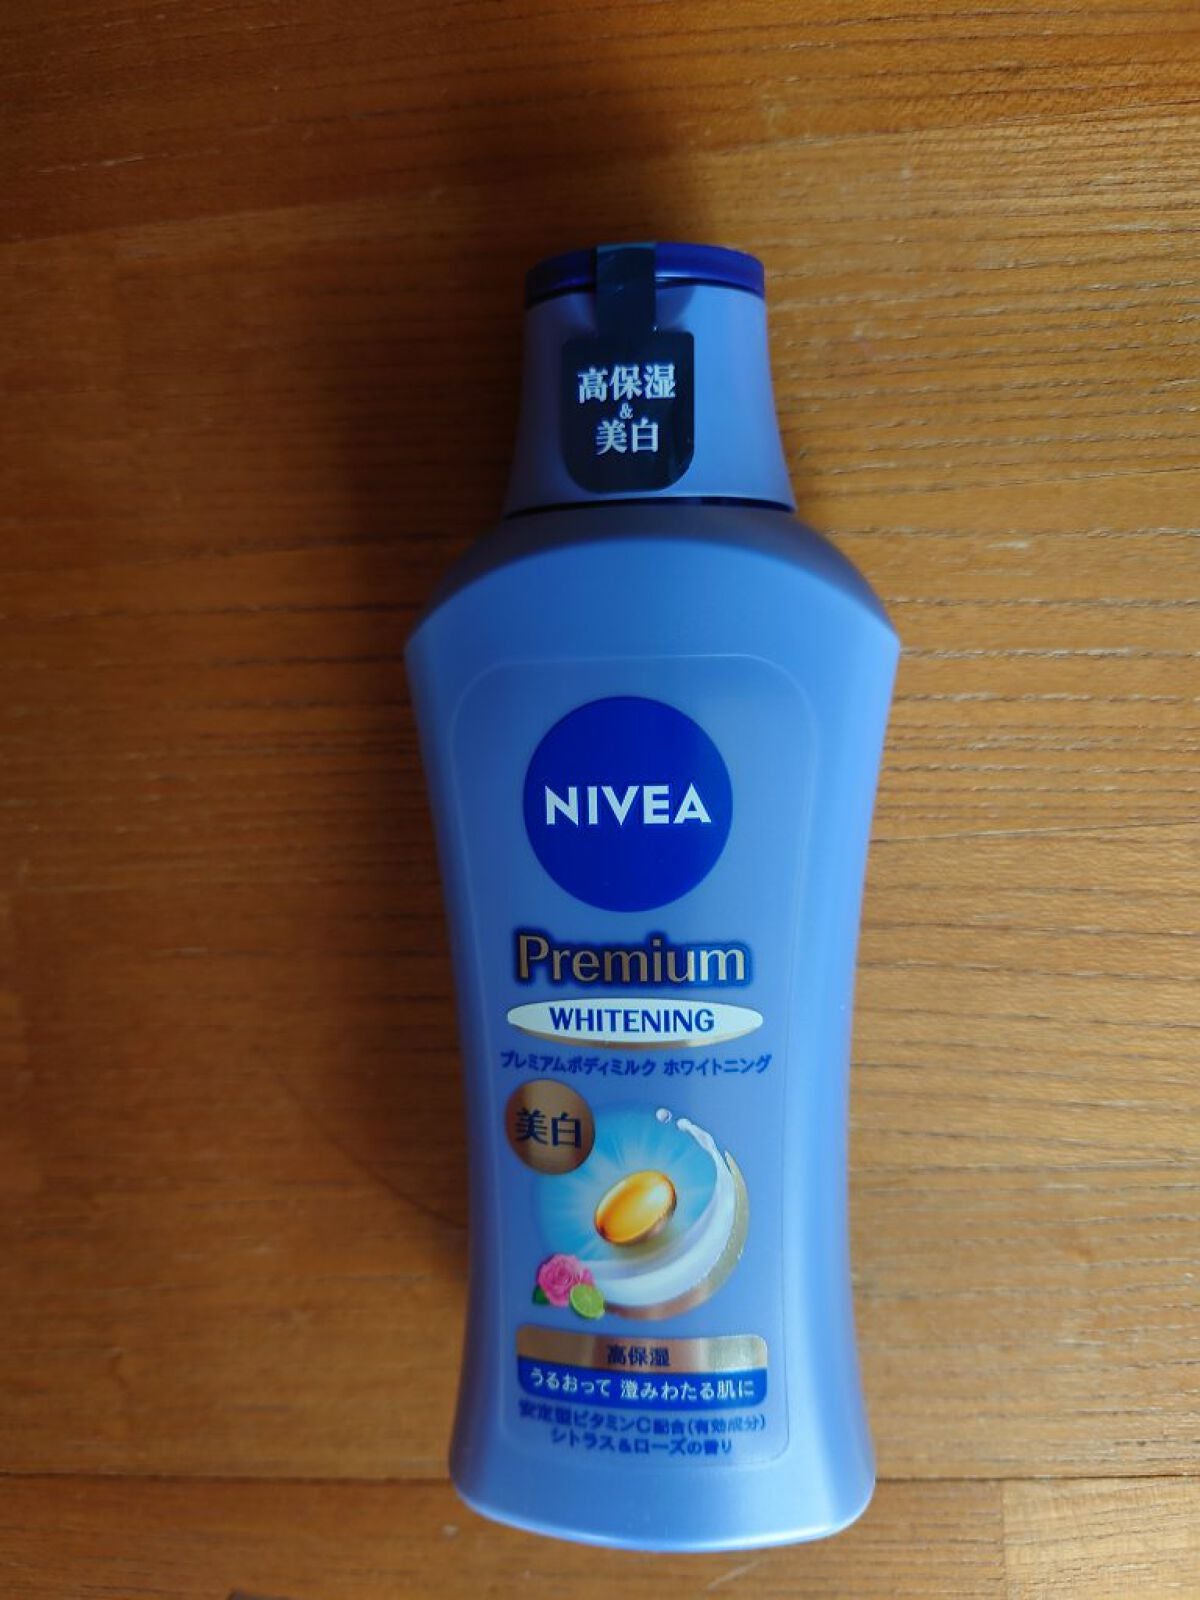 高保湿
&
美白
NIVEA
Premium
WHITENING
プレミアムボディミルク ホワイトニング
美白
高保湿
うるおって 澄みわたる肌に
安定型ビタミンC配合(有効成分)
シトラス&ローズの香り